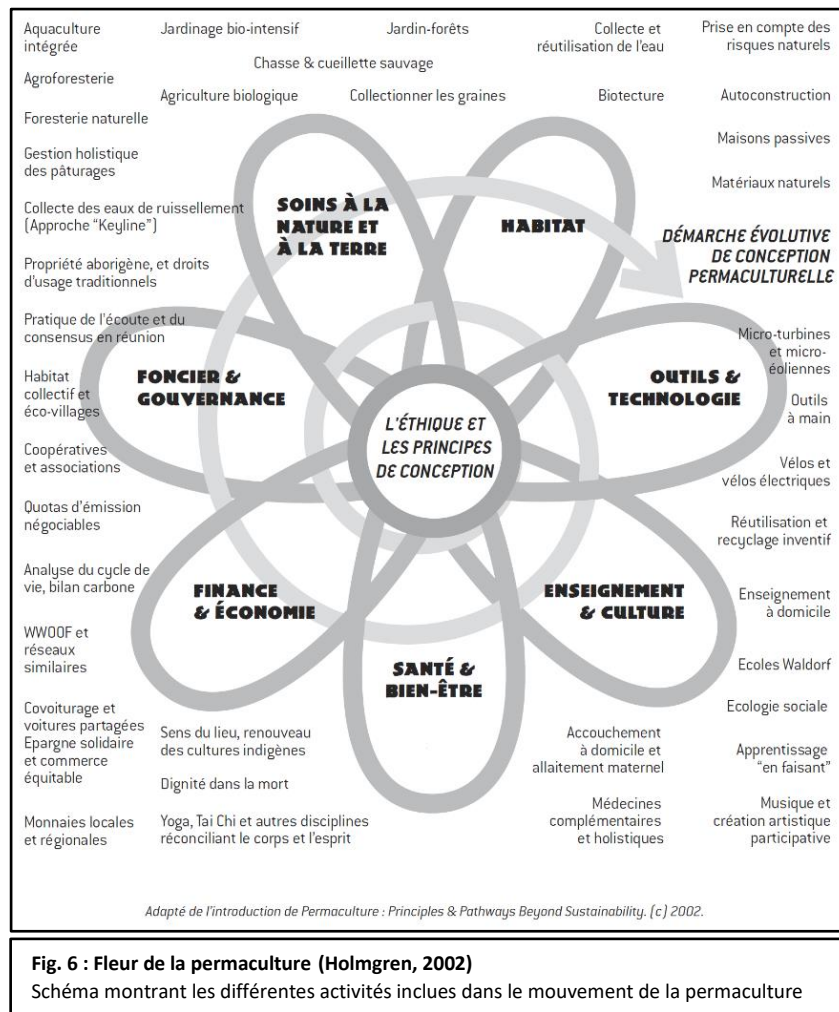 Aquaculture
intégrée
Jardinage bio-intensif
Jardin-forêts
Collecte et
réutilisation de l'eau
Prise en compte des
risques naturels
Chasse & cueillette sauvage
Agroforesterie
Agriculture biologique
Collectionner les graines
Biotecture
Autoconstruction
Foresterie naturelle
Maisons passives
Gestion holistique
des pâturages
Matériaux naturels
Collecte des eaux de ruissellement
(Approche "Keyline")
SOINS À LA
NATURE ET
À LA TERRE
HABITAT
DÉMARCHE ÉVOLUTIVE
DE CONCEPTION
PERMACULTURELLE
Propriété aborigène, et droits
d'usage traditionnels
Pratique de l'écoute et du
consensus en réunion
Micro-turbines
et micro-
éoliennes
FONCIER &
GOUVERNANCE
OUTILS &
TECHNOLOGIE
Habitat
collectif et
éco-villages
Outils
à main
L'ÉTHIQUE ET
LES PRINCIPES
DE CONCEPTION
Coopératives
et associations
Vélos et
vélos électriques
Quotas d'émission
négociables
Réutilisation et
recyclage inventif
Analyse du cycle de
vie, bilan carbone
FINANCE
& ÉCONOMIE
ENSEIGNEMENT
& CULTURE
Enseignement
à domicile
WWOOF et
réseaux
similaires
SANTÉ &
BIEN-ÊTRE
Ecoles Waldorf
Ecologie sociale
Covoiturage et
voitures partagées
Epargne solidaire
et commerce
équitable
Sens du lieu, renouveau
des cultures indigènes
Accouchement
à domicile et
allaitement maternel
Apprentissage
"en faisant"
Dignité dans la mort
Monnaies locales
et régionales
Yoga, Tai Chi et autres disciplines
réconciliant le corps et l'esprit
Médecines
complémentaires
et holistiques
Musique et
création artistique
participative
Adapté de l'introduction de Permaculture : Principles & Pathways Beyond Sustainability. (c) 2002.
Fig. 6 : Fleur de la permaculture (Holmgren, 2002)
Schéma montrant les différentes activités inclues dans le mouvement de la permaculture